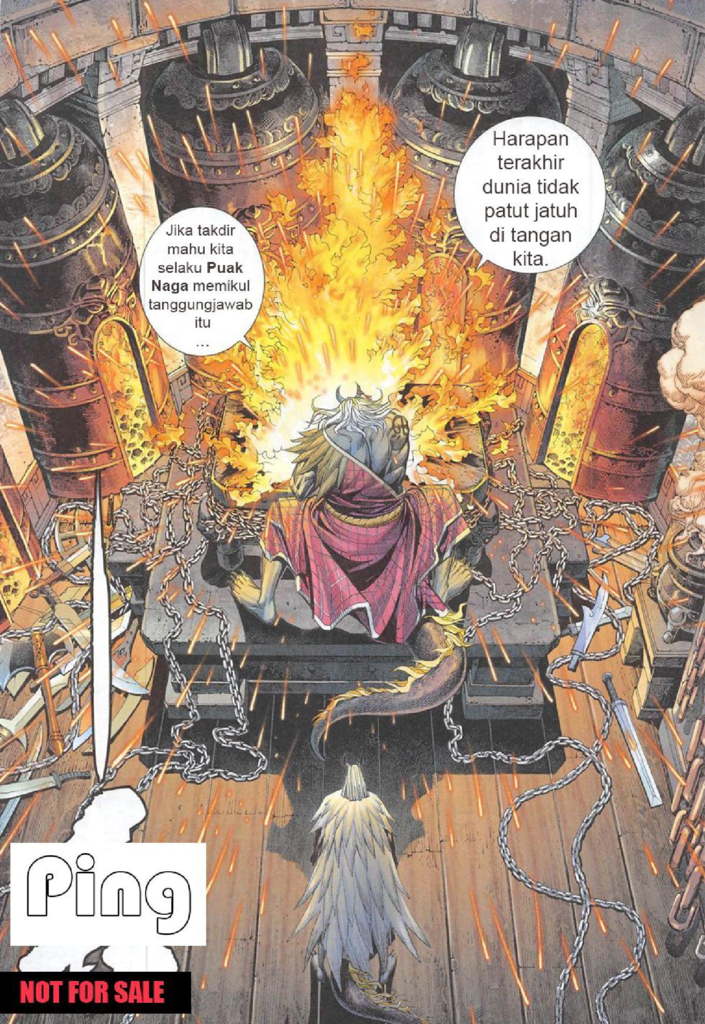 Harapan
terakhir
dunia tidak
patut jatuh
di tangan
kita.
Jika takdir
mahu kita
selaku Puak
Naga memikul
tanggungjawab
itu
...
Ping
NOT FOR SALE